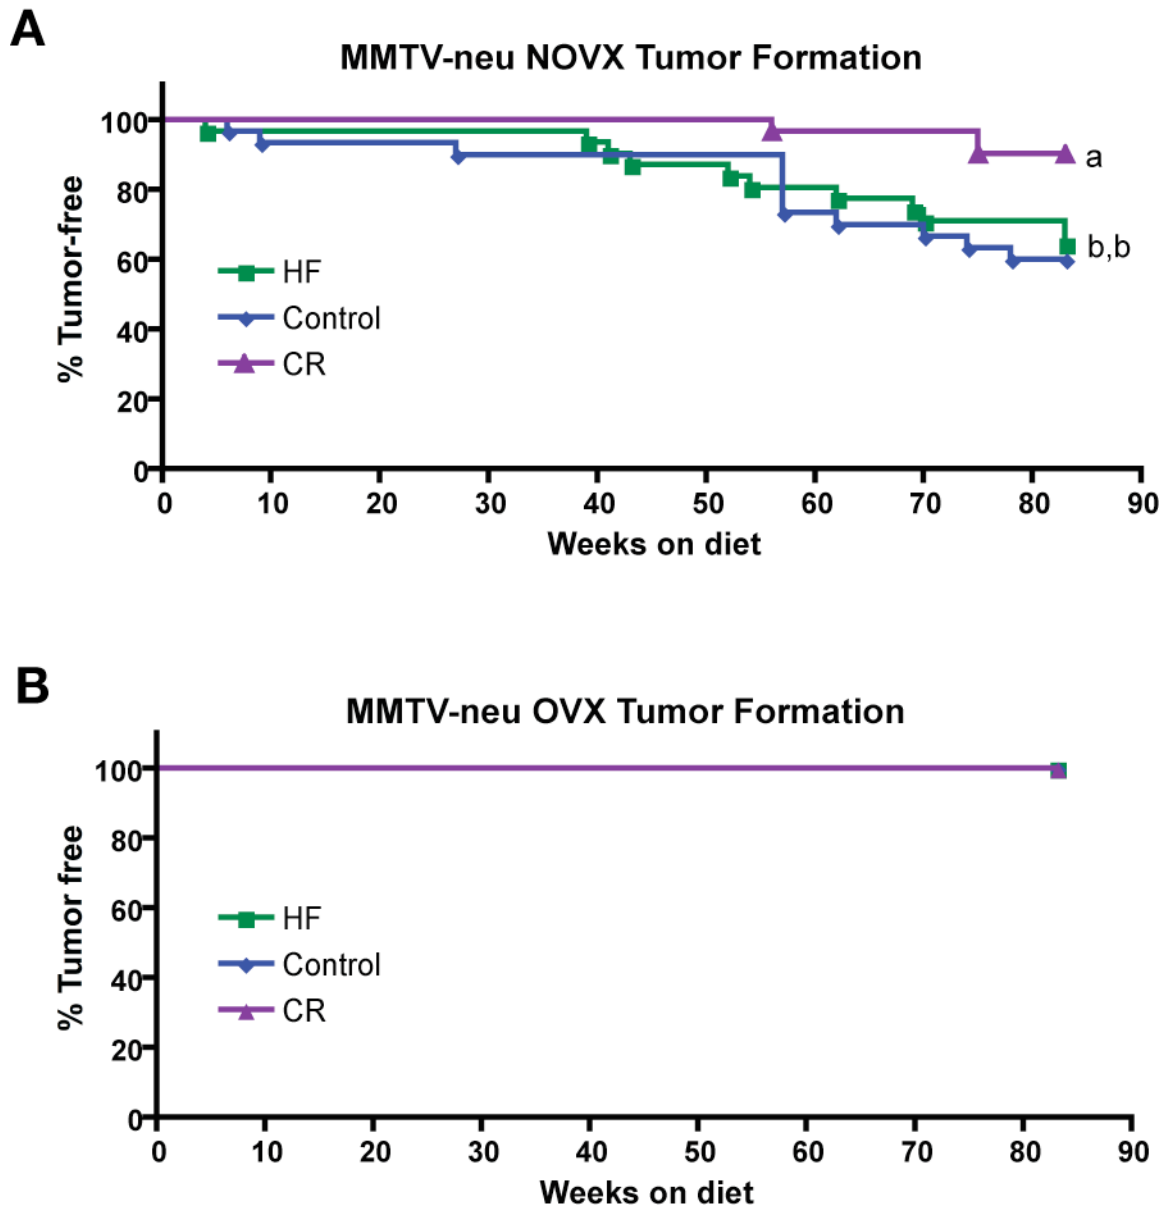 A
MMTV-neu NOVX Tumor Formation
% Tumor-free
100
80
60
40
20
0
a
b,b
HF
Control
CR
0 10 20 30 40 50 60 70 80 90
Weeks on diet
B
MMTV-neu OVX Tumor Formation
% Tumor free
100
80
60
40
20
0
HF
Control
CR
0 10 20 30 40 50 60 70 80 90
Weeks on diet